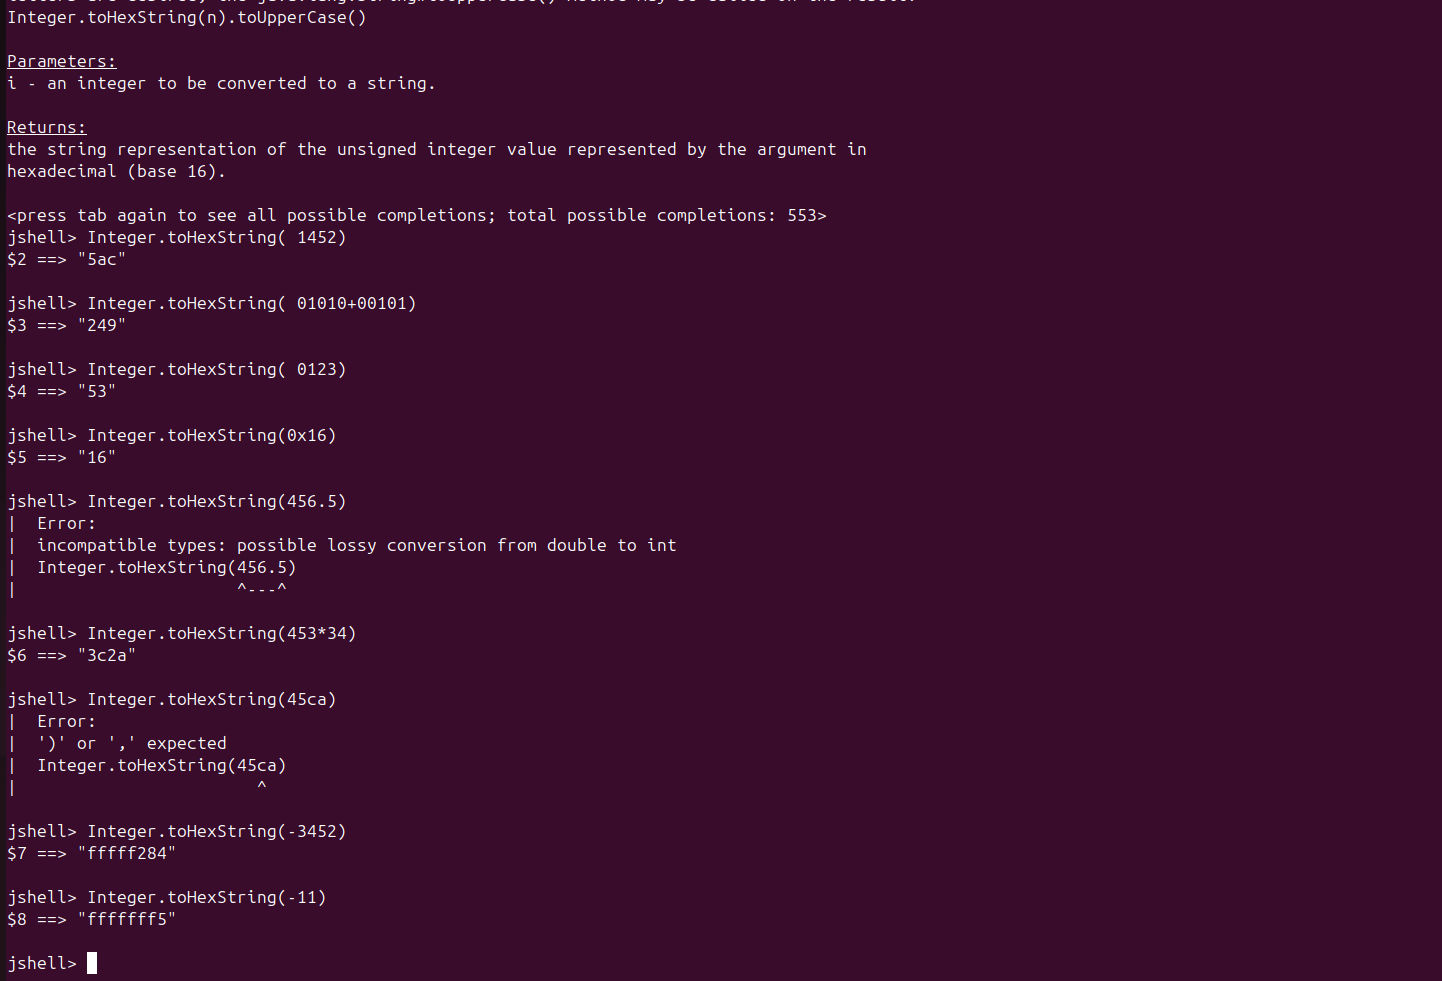 Integer.toHexString(n).toUpperCase()
Parameters:
i - an integer to be converted to a string.
Returns:
the string representation of the unsigned integer value represented by the argument in
hexadecimal (base 16).
<press tab again to see all possible completions; total possible completions: 553>
jshell> Integer.toHexString( 1452)
$2 ==> "5ac"
jshell> Integer.toHexString( 01010+00101)
$3 ==> "249"
jshell> Integer.toHexString( 0123)
$4 ==> "53"
jshell> Integer.toHexString(0x16)
$5 ==> "16"
jshell> Integer.toHexString(456.5)
|  Error:
|  incompatible types: possible lossy conversion from double to int
|  Integer.toHexString(456.5)
|                      ^---^
jshell> Integer.toHexString(453*34)
$6 ==> "3c2a"
jshell> Integer.toHexString(45ca)
|  Error:
|  ')' or ',' expected
|  Integer.toHexString(45ca)
|                        ^
jshell> Integer.toHexString(-3452)
$7 ==> "fffff284"
jshell> Integer.toHexString(-11)
$8 ==> "fffffff5"
jshell>